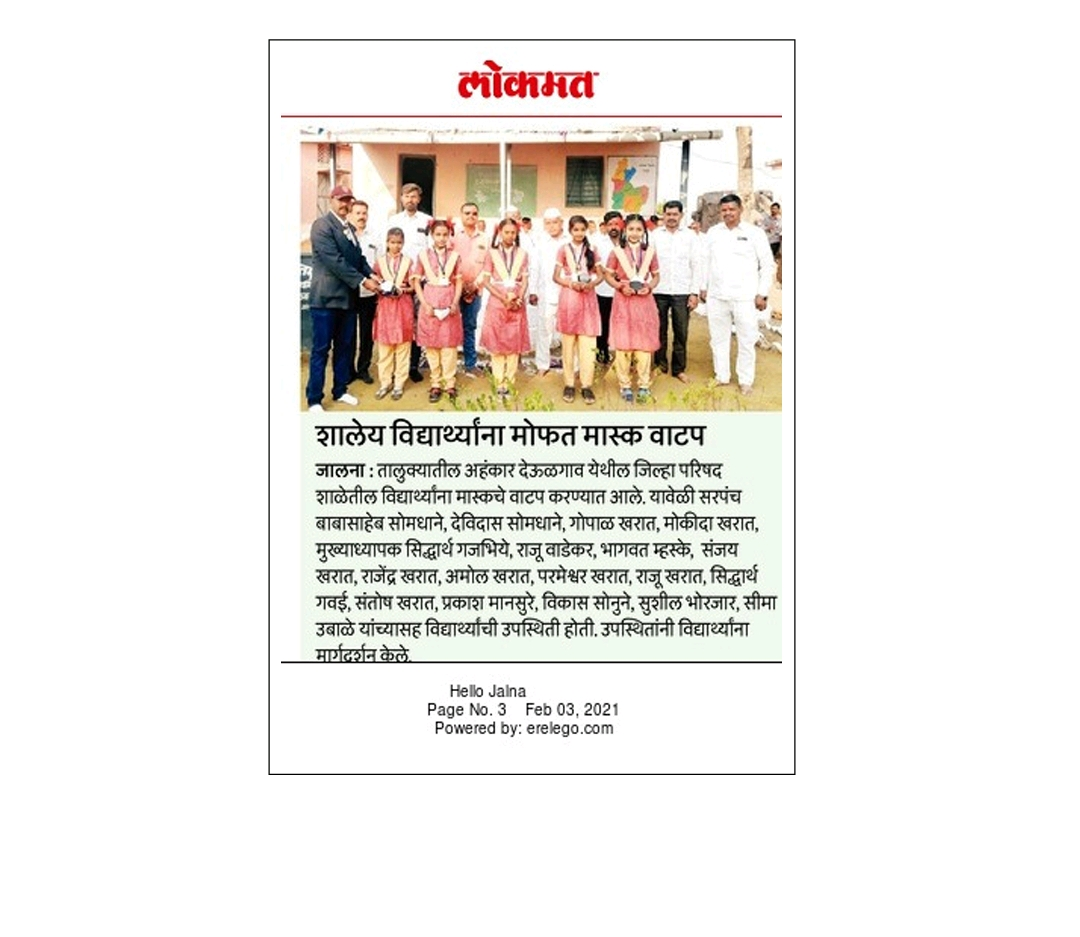 लोकमत
शालेय विद्यार्थ्यांना मोफत मास्क वाटप
जालना : तालुक्यातील अहंकार देऊळगाव येथील जिल्हा परिषद
शाळेतील विद्यार्थ्यांना मास्कचे वाटप करण्यात आले. यावेळी सरपंच
बाबासाहेब सोमधाने, देविदास सोमधाने, गोपाळ खरात, मोकीदा खरात,
मुख्याध्यापक सिद्धार्थ गजभिये, राजू वाडेकर, भागवत म्हस्के, संजय
खरात, राजेंद्र खरात, अमोल खरात, परमेश्वर खरात, राजू खरात, सिद्धार्थ
गवई, संतोष खरात, प्रकाश मानसुरे, विकास सोनुने, सुशील भोरजार, सीमा
उबाळे यांच्यासह विद्यार्थ्यांची उपस्थिती होती. उपस्थितांनी विद्यार्थ्यांना
मार्गदर्शन केले.
Hello Jalna
Page No. 3 Feb 03, 2021
Powered by: erelego.com